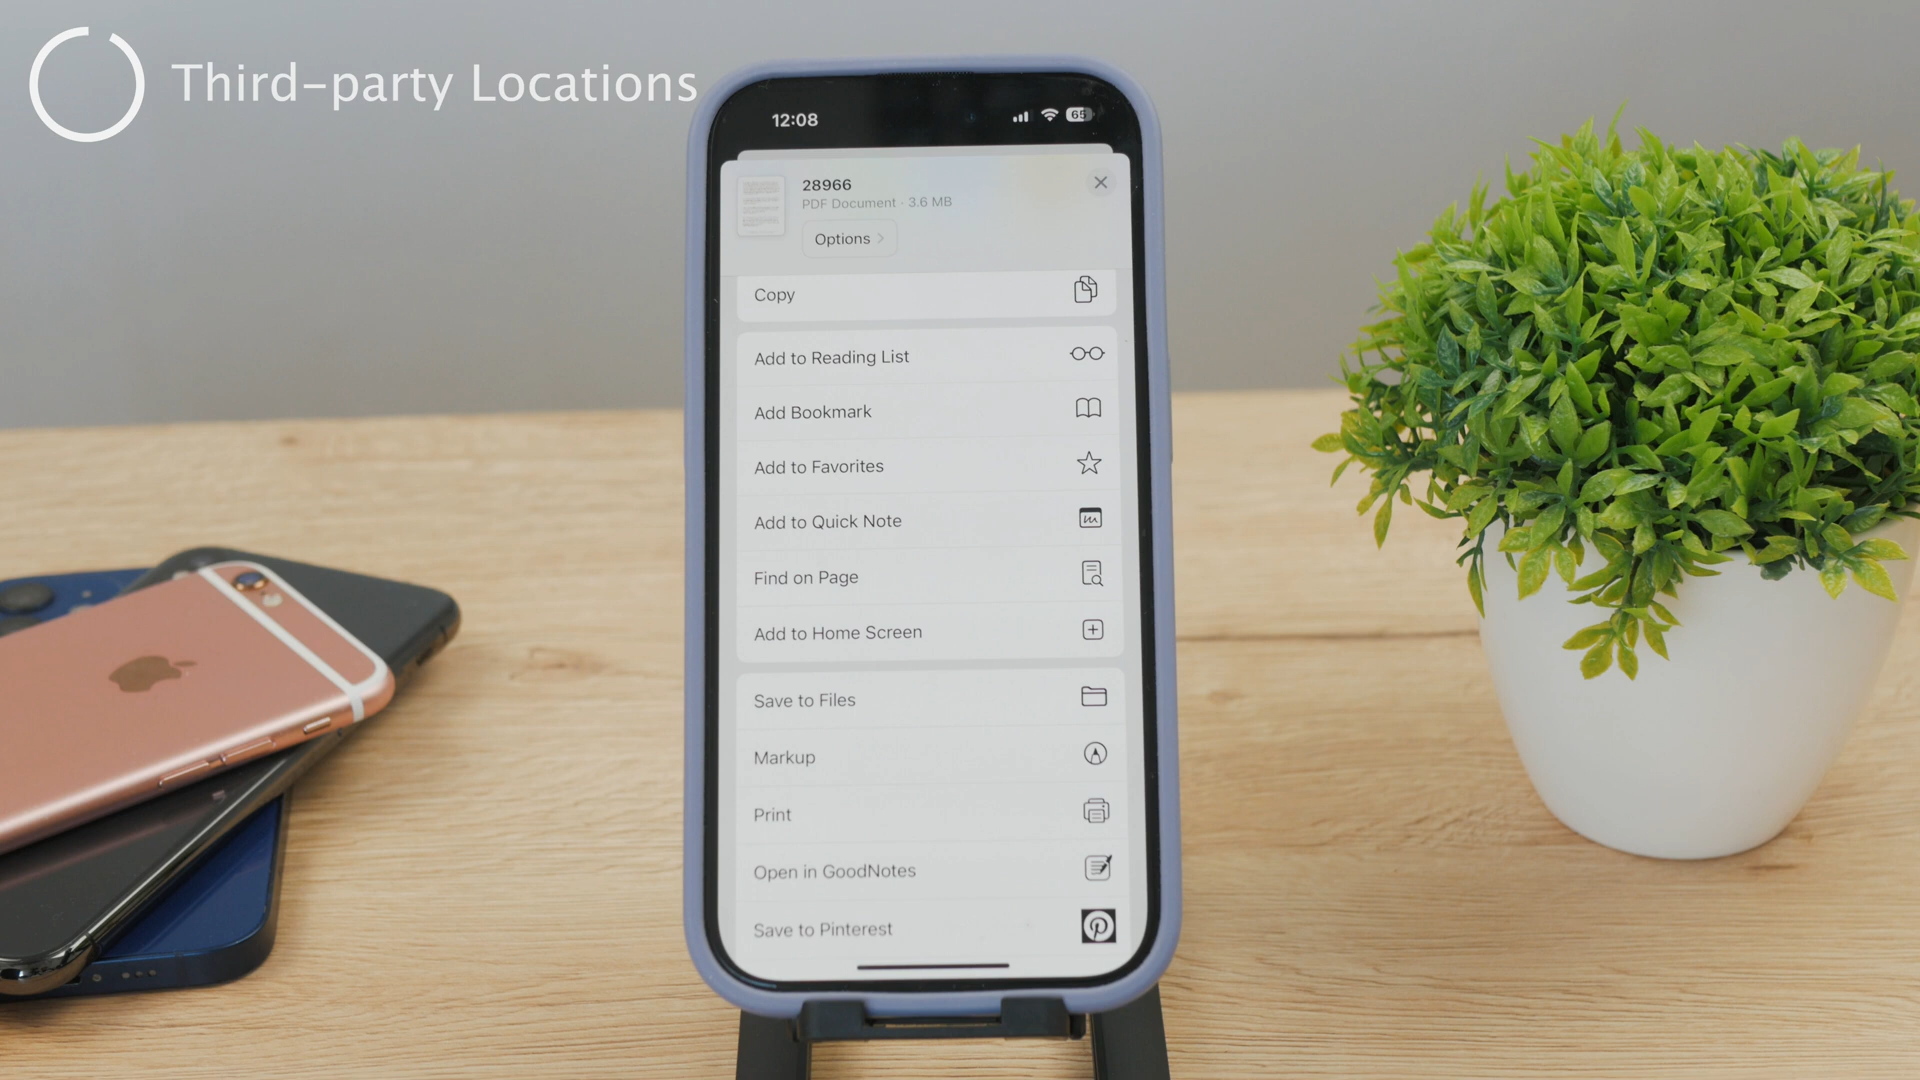 Third-party Locations
12:08
65
28966
PDF Document · 3.6 MB
Options
Copy
Add to Reading List
Add Bookmark
Add to Favorites
Add to Quick Note
Find on Page
Add to Home Screen
Save to Files
Markup
Print
Open in GoodNotes
Save to Pinterest